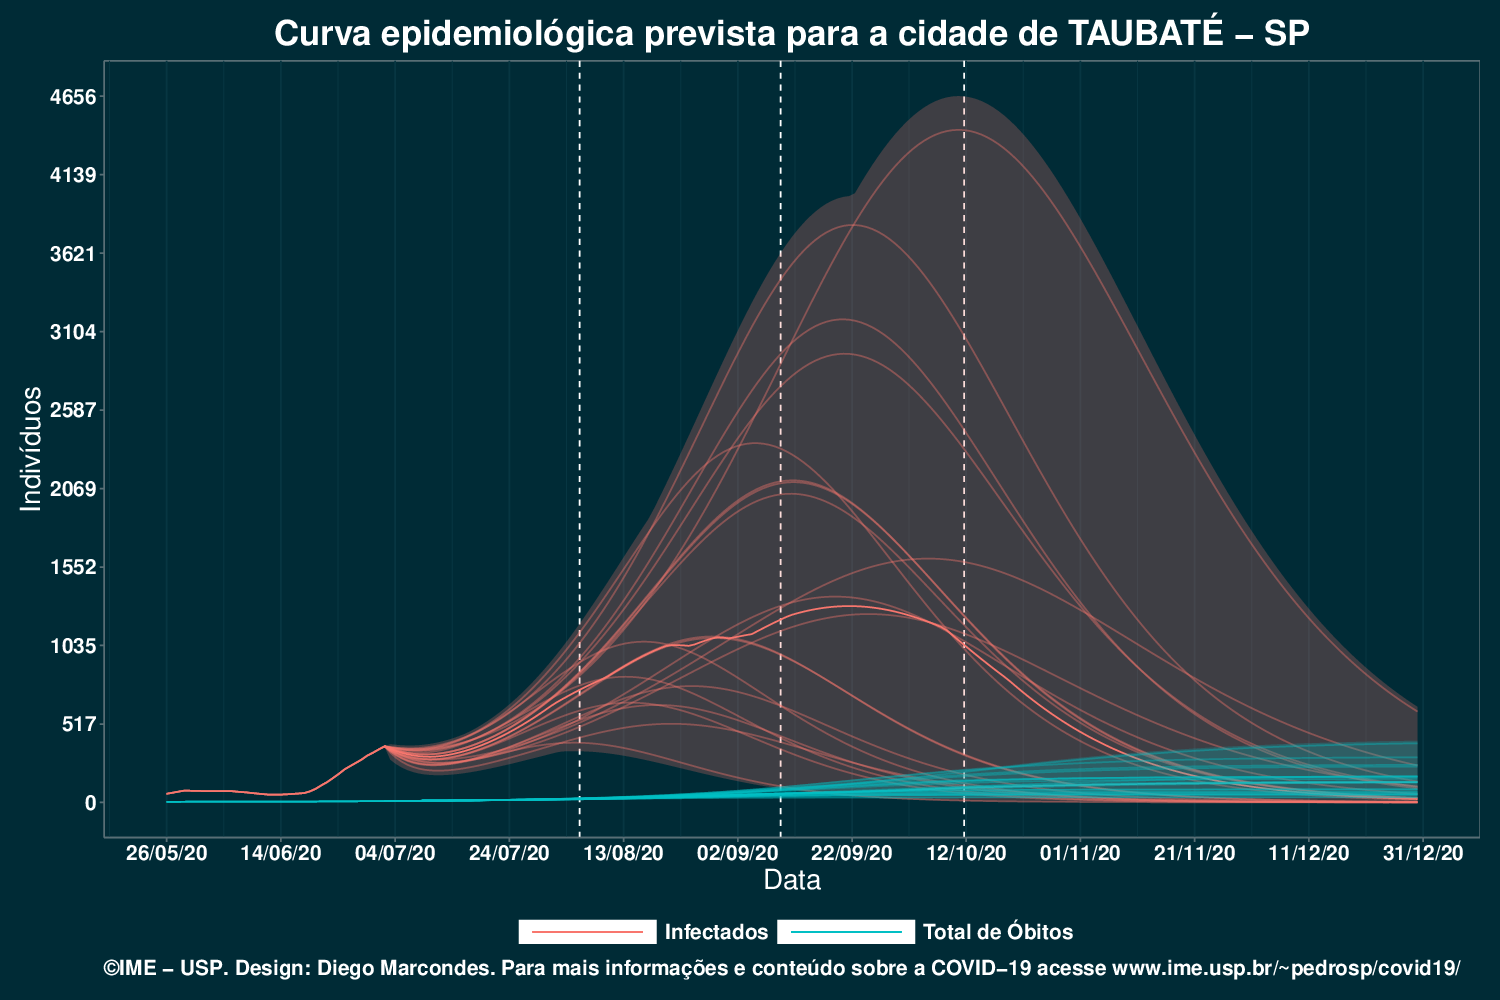 Curva epidemiológica prevista para a cidade de TAUBATÉ − SP
Indivíduos
4656
4139
3621
3104
2587
2069
1552
1035
517
0
26/05/20 14/06/20 04/07/20 24/07/20 13/08/20 02/09/20 22/09/20 12/10/20 01/11/20 21/11/20 11/12/20 31/12/20
Data
Infectados Total de Óbitos
©IME − USP. Design: Diego Marcondes. Para mais informações e conteúdo sobre a COVID−19 acesse www.ime.usp.br/~pedrosp/covid19/